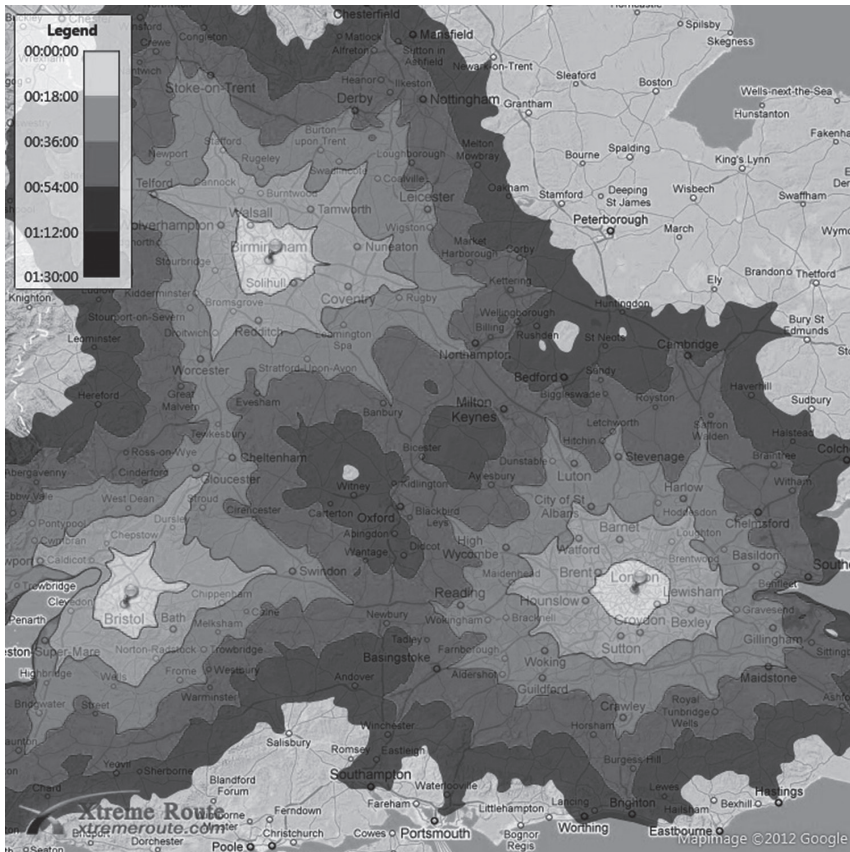 Legend
00:00:00
00:18:00
00:36:00
00:54:00
01:12:00
01:30:00
Chesterfield
Spilsby
Congleton
Matlock
Mansfield
Skegness
Crewe
Alfreton
Sutton in Ashfield
Newark-on-Trent
Sleaford
Boston
Wells-next-the-Sea
Stoke-on-Trent
Heanor
Ilkeston
Derby
Nottingham
Grantham
Hunstanton
Burton upon Trent
Stafford
Melton Mowbray
Bourne
Spalding
King's Lynn
Newport
Rugeley
Loughborough
Swadlincote
Coalville
Telford
Cannock
Burntwood
Oakham
Stamford
Deeping St James
Wisbech
Swaffham
Leicester
Walsall
Tamworth
Peterborough
Wigston
March
Birmingham
Nuneaton
Market Harborough
Corby
Stourbridge
Solihull
Coventry
Kettering
Ely
Brandon
Thetford
Knighton
Kidderminster
Bromsgrove
Rugby
Huntingdon
Stourport-on-Severn
Redditch
Wellingborough
Bury St Edmunds
Droitwich
Leamington Spa
Billing
Rushden
St Neots
Leominster
Northampton
Cambridge
Worcester
Stratford-Upon-Avon
Bedford
Sandy
Haverhill
Hereford
Great Malvern
Evesham
Banbury
Milton Keynes
Biggleswade
Royston
Sudbury
Tewkesbury
Letchworth
Saffron Walden
Halstead
Ross-on-Wye
Cheltenham
Bicester
Hitchin
Stevenage
Braintree
Abergavenny
Cinderford
Gloucester
Dunstable
Luton
Witham
Witney
Kidlington
Aylesbury
West Dean
Stroud
Cirencester
Carterton
Oxford
Blackbird Leys
City of St Albans
Harlow
Hoddesdon
Chelmsford
Pontypool
Dursley
Chepstow
Abingdon
Barnet
Loughton
Cwmbran
Wantage
Didcot
High Wycombe
Watford
Brentwood
Basildon
Caldicot
Swindon
Maidenhead
Brent
London
Trowbridge
Clevedon
Chippenham
Reading
Hounslow
Lewisham
Benfleet
Penarth
Bristol
Bath
Calne
Newbury
Wokingham
Bracknell
Croydon
Bexley
Gravesend
Melksham
Tadley
Sutton
Gillingham
Norton-Radstock
Trowbridge
Basingstoke
Farnborough
Woking
Highbridge
Wells
Frome
Westbury
Andover
Aldershot
Guildford
Maidstone
Bridgwater
Street
Warminster
Crawley
Royal Tunbridge Wells
Winchester
Horsham
Salisbury
Romsey
Eastleigh
Burgess Hill
Yeovil
Sherborne
Blandford Forum
Southampton
Waterlooville
Lewes
Hastings
Chard
Fareham
Littlehampton
Lancing
Brighton
Hailsham
Bexhill
Xtreme Route
xtremeroute.com
Ferndown
Portsmouth
Worthing
Eastbourne
Dorchester
Christchurch
Cowes
Bognor Regis
Poole
Seaton
MapImage ©2012 Google